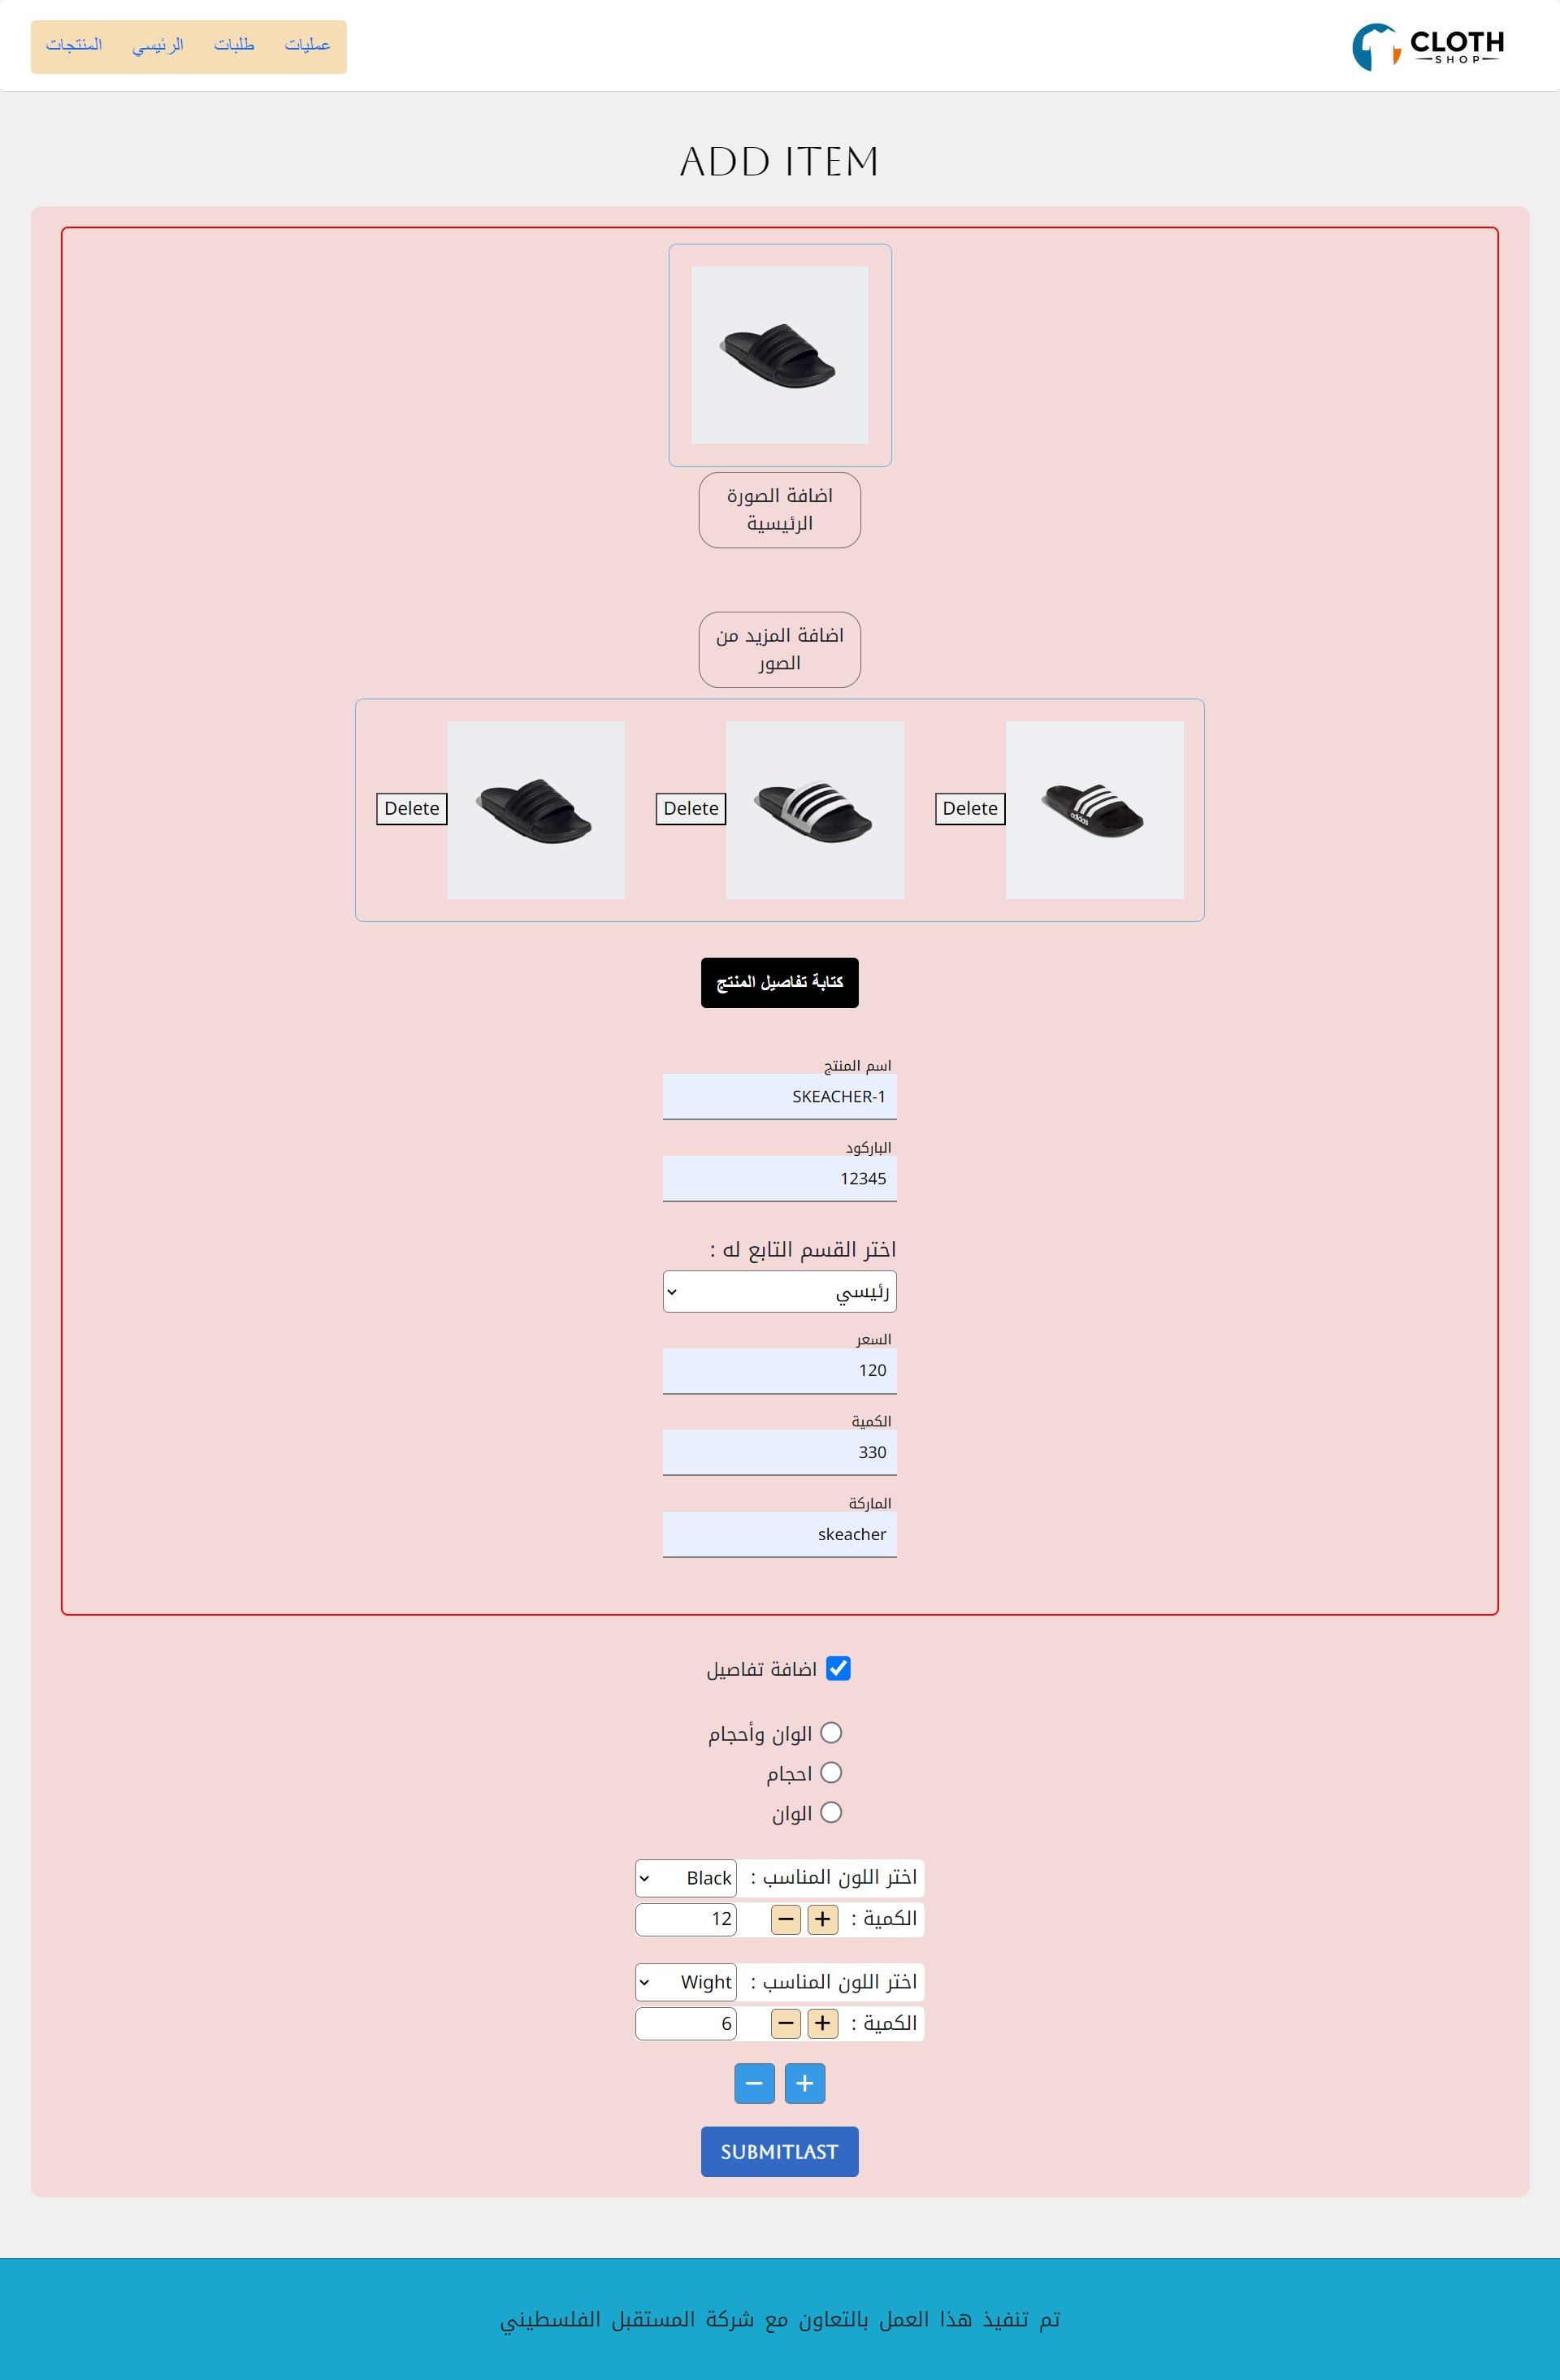 CLOTH
SHOP
عمليات
طلبات
الرئيسي
المنتجات
ADD ITEM
اضافة الصورة
الرئيسية
اضافة المزيد من
الصور
adidas
Delete
Delete
Delete
كتابة تفاصيل المنتج
اسم المنتج
SKEACHER-1
الباركود
12345
اختر القسم التابع له :
رئيسي
السعر
120
الكمية
330
الماركة
skeacher
اضافة تفاصيل
الوان وأحجام
احجام
الوان
اختر اللون المناسب : Black
الكمية : + − 12
اختر اللون المناسب : Wight
الكمية : + − 6
+ −
SUBMITLAST
تم تنفيذ هذا العمل بالتعاون مع شركة المستقبل الفلسطيني